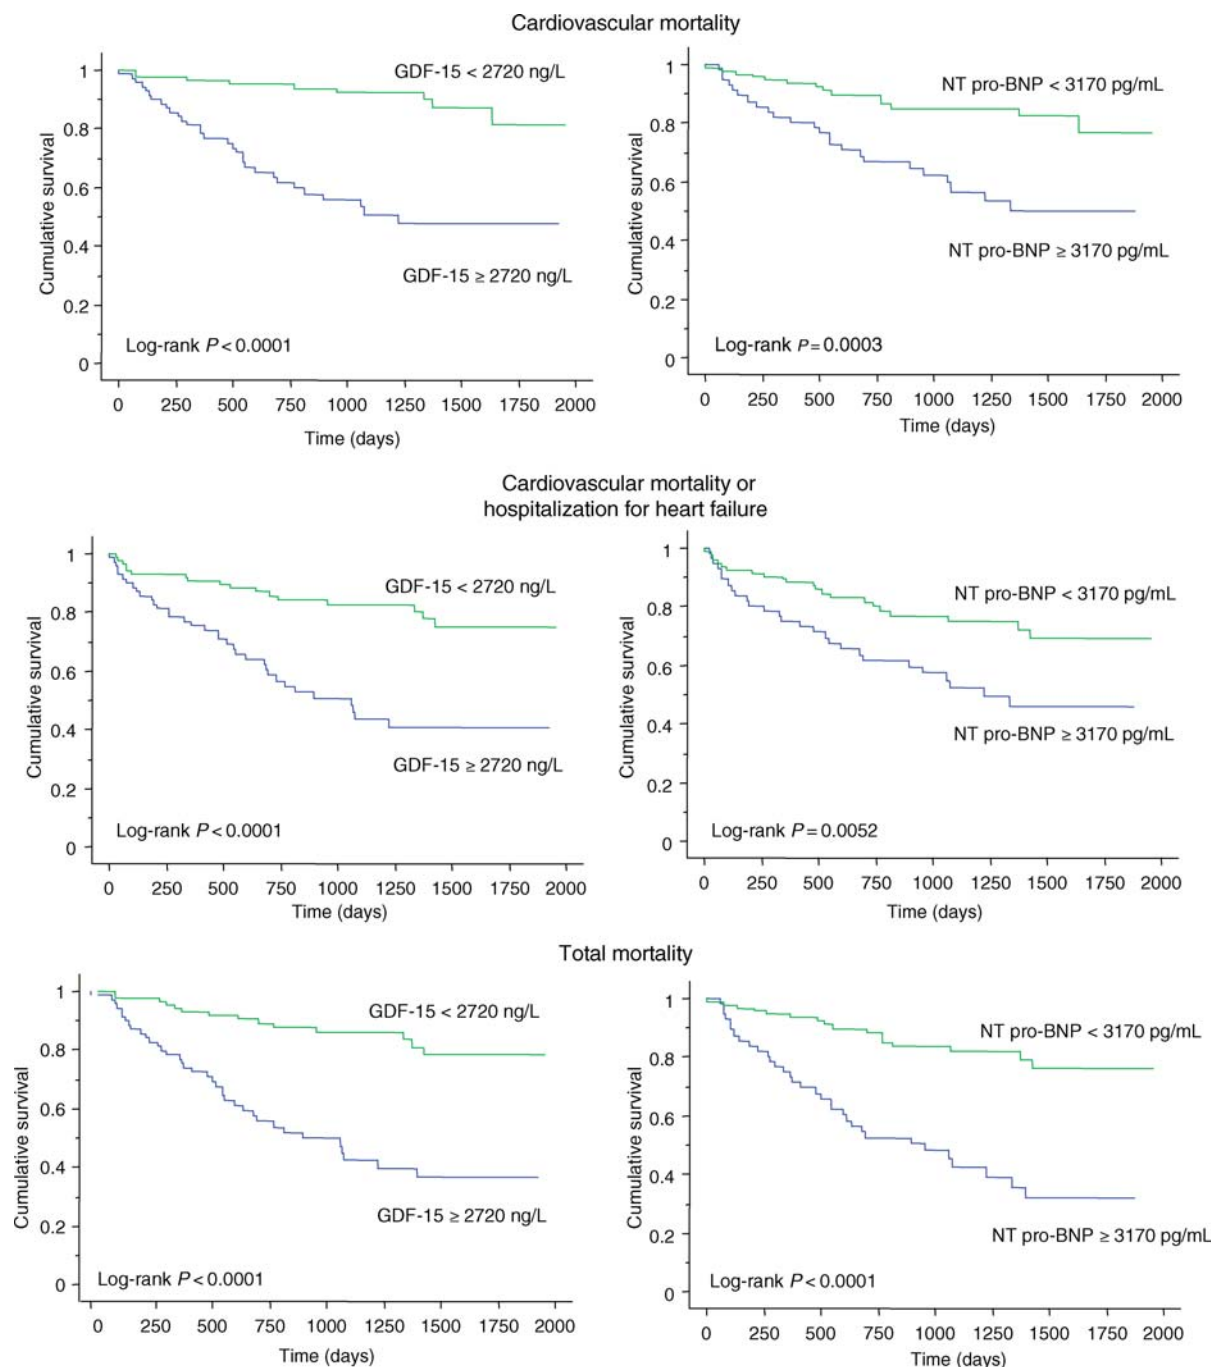 Cardiovascular mortality
1
0.8
0.6
0.4
0.2
0
Cumulative survival
GDF-15 < 2720 ng/L
GDF-15 ≥ 2720 ng/L
Log-rank P < 0.0001
0 250 500 750 1000 1250 1500 1750 2000
Time (days)
1
0.8
0.6
0.4
0.2
0
Cumulative survival
NT pro-BNP < 3170 pg/mL
NT pro-BNP ≥ 3170 pg/mL
Log-rank P = 0.0003
0 250 500 750 1000 1250 1500 1750 2000
Time (days)
Cardiovascular mortality or
hospitalization for heart failure
1
0.8
0.6
0.4
0.2
0
Cumulative survival
GDF-15 < 2720 ng/L
GDF-15 ≥ 2720 ng/L
Log-rank P < 0.0001
0 250 500 750 1000 1250 1500 1750 2000
Time (days)
1
0.8
0.6
0.4
0.2
0
Cumulative survival
NT pro-BNP < 3170 pg/mL
NT pro-BNP ≥ 3170 pg/mL
Log-rank P = 0.0052
0 250 500 750 1000 1250 1500 1750 2000
Time (days)
Total mortality
1
0.8
0.6
0.4
0.2
0
Cumulative survival
GDF-15 < 2720 ng/L
GDF-15 ≥ 2720 ng/L
Log-rank P < 0.0001
0 250 500 750 1000 1250 1500 1750 2000
Time (days)
1
0.8
0.6
0.4
0.2
0
Cumulative survival
NT pro-BNP < 3170 pg/mL
NT pro-BNP ≥ 3170 pg/mL
Log-rank P < 0.0001
0 250 500 750 1000 1250 1500 1750 2000
Time (days)